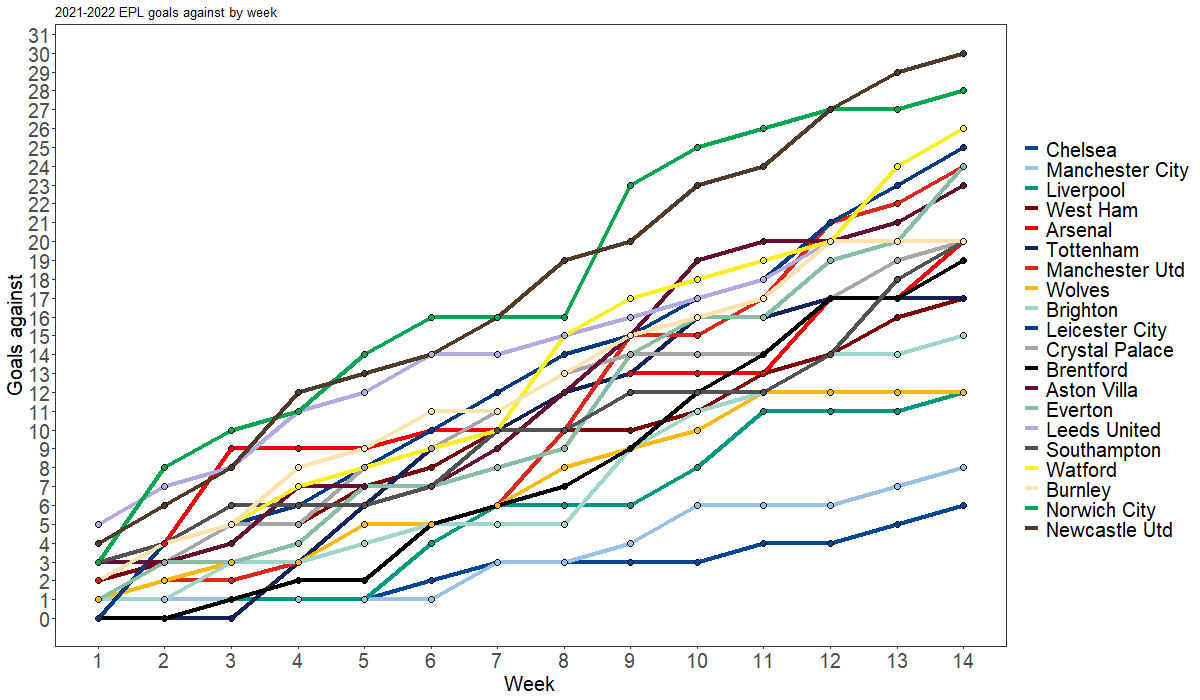 2021-2022 EPL goals against by week
31
30
29
28
27
26
25
24
23
22
21
20
19
18
17
16
15
14
13
12
11
10
9
8
7
6
5
4
3
2
1
0
Goals against
1 2 3 4 5 6 7 8 9 10 11 12 13 14
Week
Chelsea
Manchester City
Liverpool
West Ham
Arsenal
Tottenham
Manchester Utd
Wolves
Brighton
Leicester City
Crystal Palace
Brentford
Aston Villa
Everton
Leeds United
Southampton
Watford
Burnley
Norwich City
Newcastle Utd